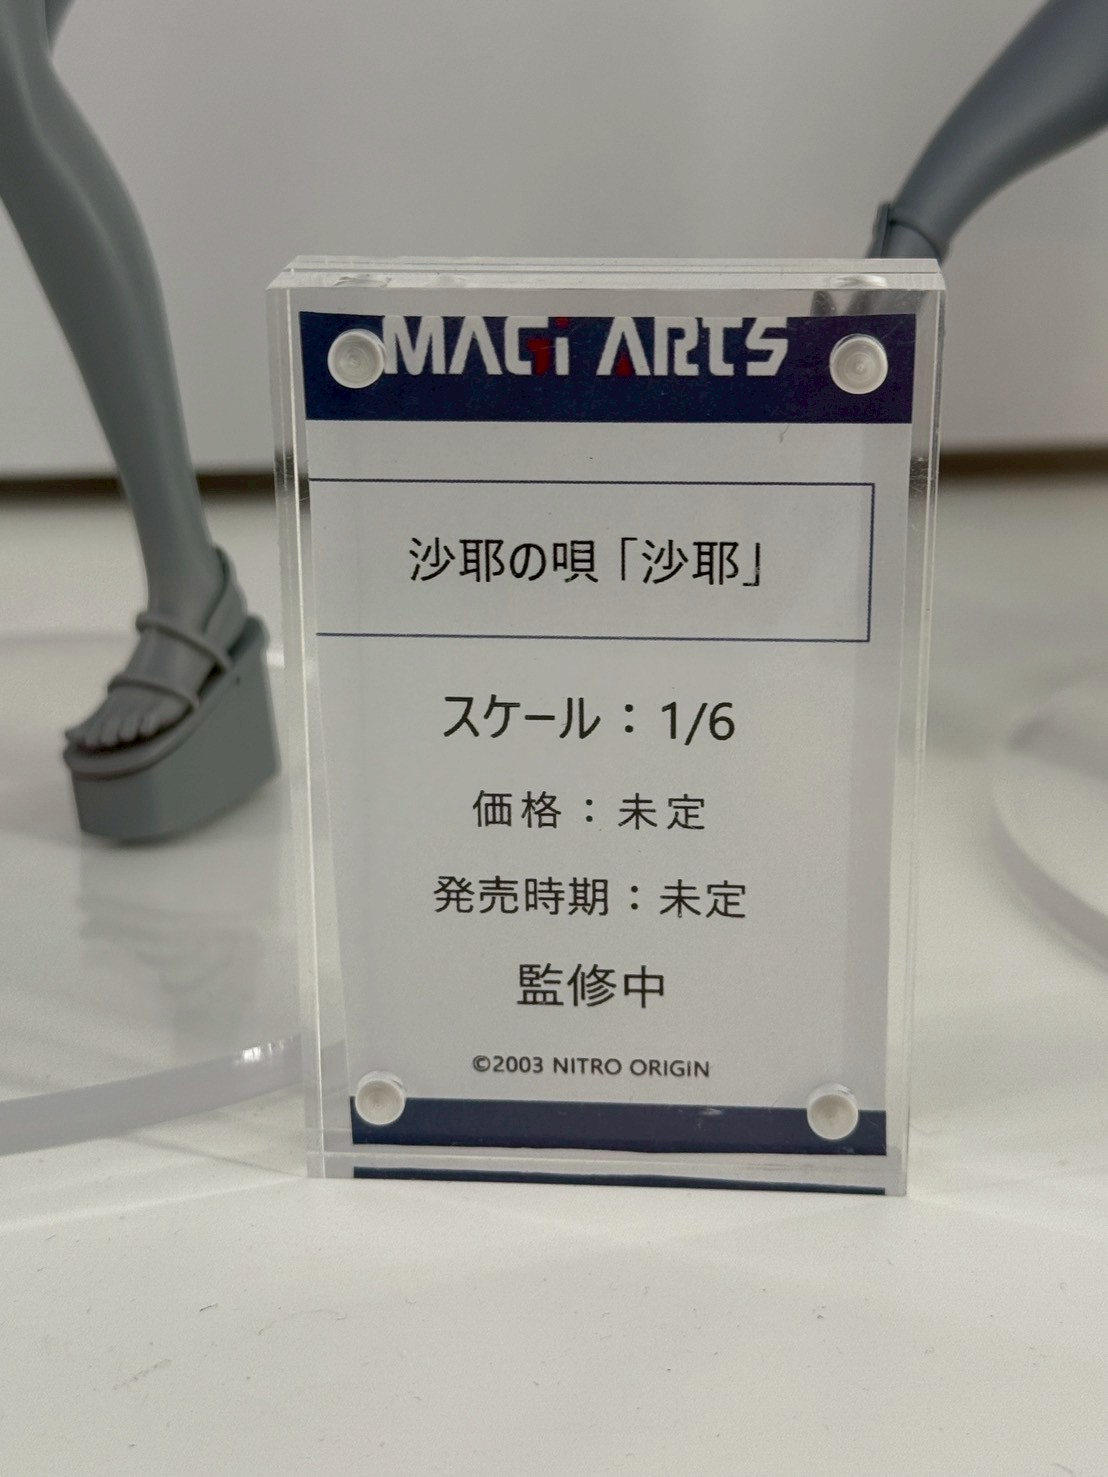 MAGi ARTS
沙耶の唄「沙耶」
スケール：1/6
価格：未定
発売時期：未定
監修中
©2003 NITRO ORIGIN